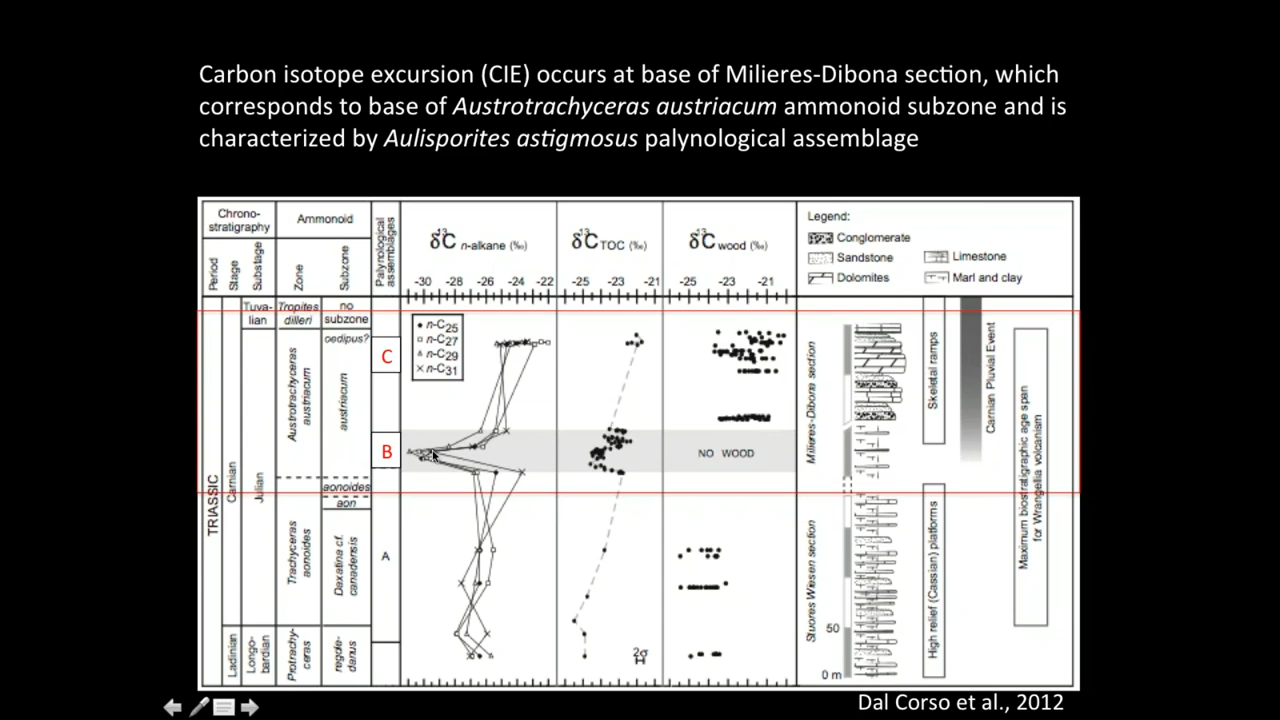 Carbon isotope excursion (CIE) occurs at base of Milieres-Dibona section, which
corresponds to base of Austrotrachyceras austriacum ammonoid subzone and is
characterized by Aulisporites astigmosus palynological assemblage
Chrono-
stratigraphy
Ammonoid
Palynological
assemblages
Period
Stage
Substage
Zone
Subzone
δ13C n-alkane (‰)
-30 -28 -26 -24 -22
δ13C TOC (‰)
-25 -23 -21
δ13C wood (‰)
-25 -23 -21
Legend:
Conglomerate
Sandstone
Dolomites
Limestone
Marl and clay
TRIASSIC
Carnian
Ladinian
Tuva-
lian
Julian
Longo-
bardian
Tropites
dilleri
Austrotrachyceras
austriacum
Trachyceras
aonoides
Protrachy-
ceras
no
subzone
oedipus?
austriacum
aonoides
aon
Daxatina cf.
canadensis
regole-
danus
C
B
A
n-C25
n-C27
n-C29
n-C31
NO WOOD
2σ
Milieres-Dibona section
Stuores Wiesen section
50
0 m
Skeletal ramps
High relief (Cassian) platforms
Carnian Pluvial Event
Maximum biostratigraphic age span
for Wrangellia volcanism
Dal Corso et al., 2012